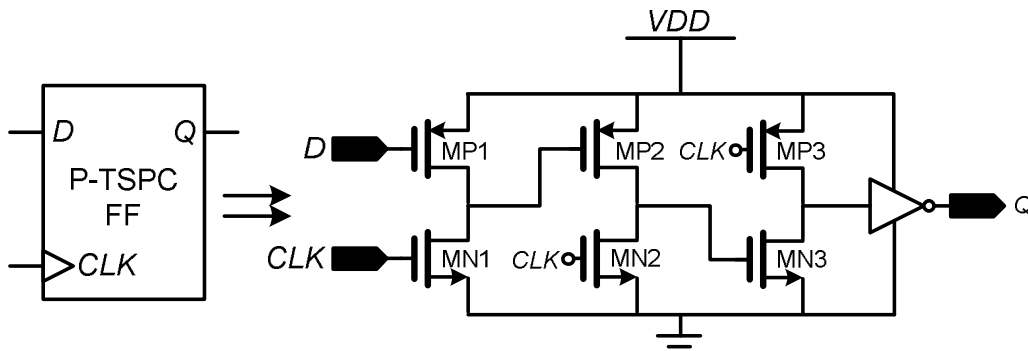 VDD
D Q
P-TSPC
FF
CLK
D
MP1
MP2
CLK
MP3
Q
CLK
MN1
CLK
MN2
MN3